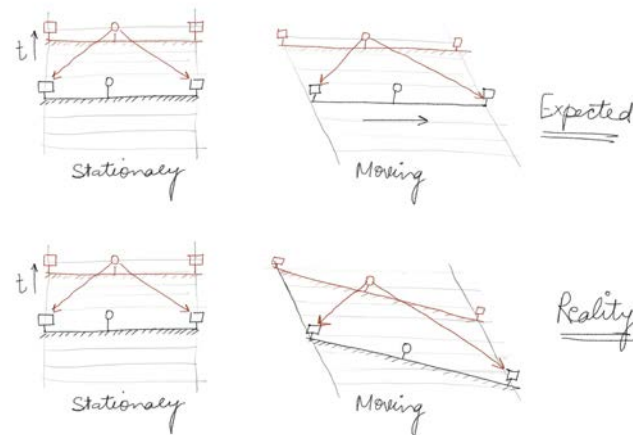 t
Stationary
Moving
Expected
t
Stationary
Moving
Reality